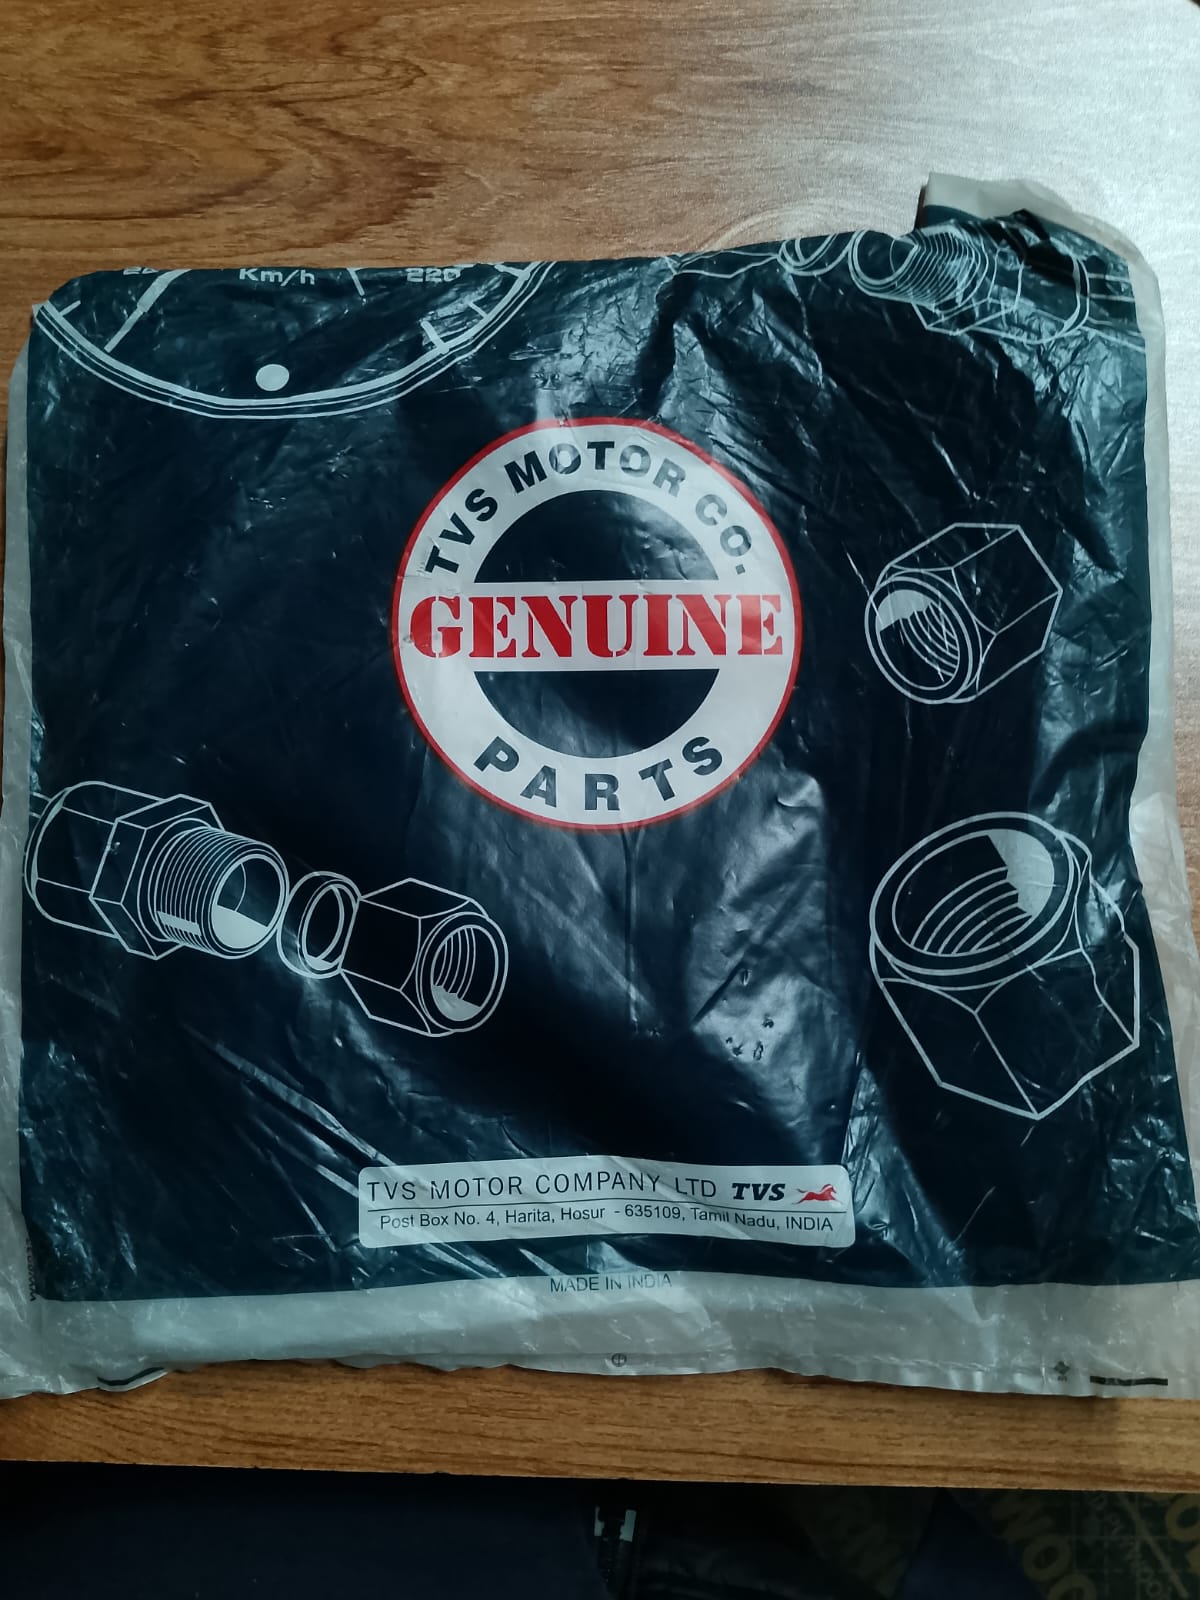 Km/h 220
TVS MOTOR CO.
GENUINE
PARTS
TVS MOTOR COMPANY LTD TVS
Post Box No. 4, Harita, Hosur - 635109, Tamil Nadu, INDIA
MADE IN INDIA